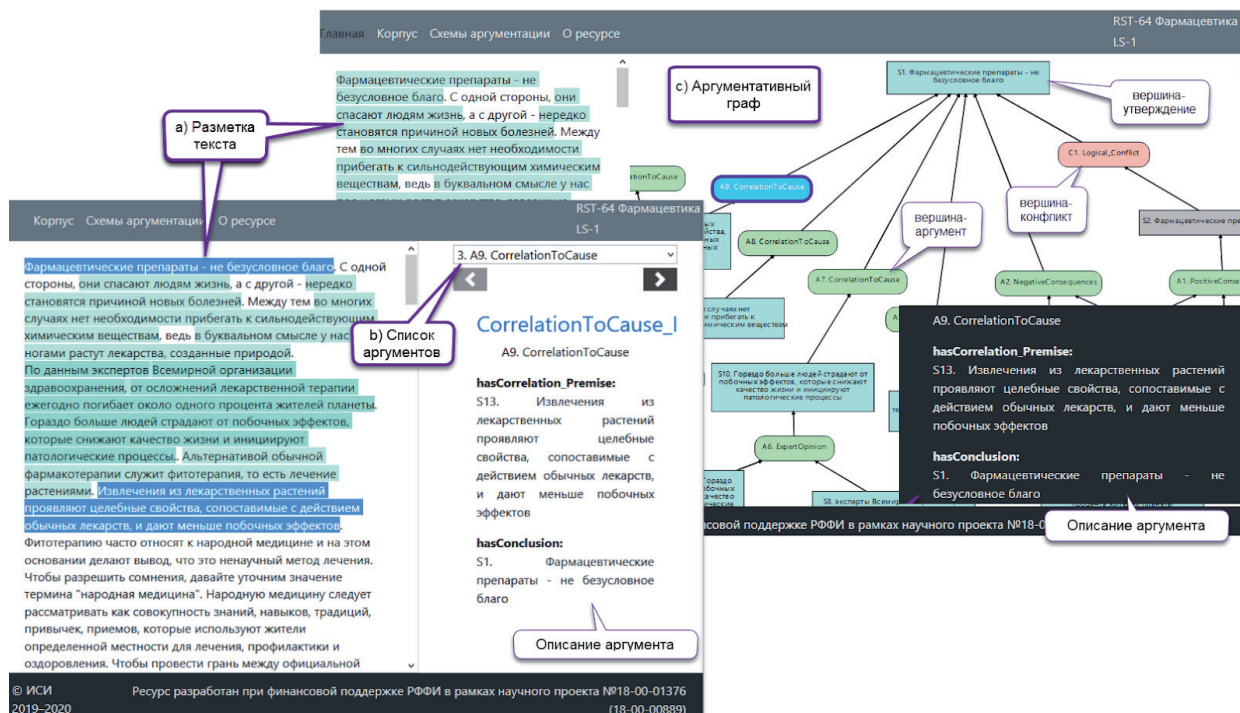 RST-64 Фармацевтика
Главная Корпус Схемы аргументации О ресурсе
LS-1
Фармацевтические препараты - не
безусловное благо. С одной стороны, они
спасают людям жизнь, а с другой - нередко
становятся причиной новых болезней. Между
тем во многих случаях нет необходимости
прибегать к сильнодействующим химическим
веществам, ведь в буквальном смысле у нас
a) Разметка
текста
c) Аргументативный
граф
S1. Фармацевтические препараты - не
безусловное благо
вершина-
утверждение
C1. Logical_Conflict
вершина-
конфликт
A9. CorrelationToCause
вершина-
аргумент
S2. Фармацевтические пре
A8. CorrelationToCause
A7. CorrelationToCause
A2. NegativeConsequences
A1. PositiveConse
S10. Гораздо больше людей страдают от
побочных эффектов, которые снижают
качество жизни и инициируют
патологические процессы
A6. ExpertOpinion
S8. эксперты Всемир
A9. CorrelationToCause
hasCorrelation_Premise:
S13. Извлечения из лекарственных растений
проявляют целебные свойства, сопоставимые с
действием обычных лекарств, и дают меньше
побочных эффектов
hasConclusion:
S1. Фармацевтические препараты - не
безусловное благо
Описание аргумента
совой поддержке РФФИ в рамках научного проекта №18-0
RST-64 Фармацевтика
Корпус Схемы аргументации О ресурсе
LS-1
Фармацевтические препараты - не безусловное благо. С одной
стороны, они спасают людям жизнь, а с другой - нередко
становятся причиной новых болезней. Между тем во многих
случаях нет необходимости прибегать к сильнодействующим
химическим веществам, ведь в буквальном смысле у нас
ногами растут лекарства, созданные природой.
По данным экспертов Всемирной организации
здравоохранения, от осложнений лекарственной терапии
ежегодно погибает около одного процента жителей планеты.
Гораздо больше людей страдают от побочных эффектов,
которые снижают качество жизни и инициируют
патологические процессы.. Альтернативой обычной
фармакотерапии служит фитотерапия, то есть лечение
растениями. Извлечения из лекарственных растений
проявляют целебные свойства, сопоставимые с действием
обычных лекарств, и дают меньше побочных эффектов.
Фитотерапию часто относят к народной медицине и на этом
основании делают вывод, что это ненаучный метод лечения.
Чтобы разрешить сомнения, давайте уточним значение
термина "народная медицина". Народную медицину следует
рассматривать как совокупность знаний, навыков, традиций,
привычек, приемов, которые используют жители
определенной местности для лечения, профилактики и
оздоровления. Чтобы провести грань между официальной
3. A9. CorrelationToCause
b) Список
аргументов
CorrelationToCause_I
A9. CorrelationToCause
hasCorrelation_Premise:
S13. Извлечения из
лекарственных растений
проявляют целебные
свойства, сопоставимые с
действием обычных лекарств,
и дают меньше побочных
эффектов
hasConclusion:
S1. Фармацевтические
препараты - не безусловное
благо
Описание аргумента
© ИСИ
2019–2020
Ресурс разработан при финансовой поддержке РФФИ в рамках научного проекта №18-00-01376
(18-00-00889)